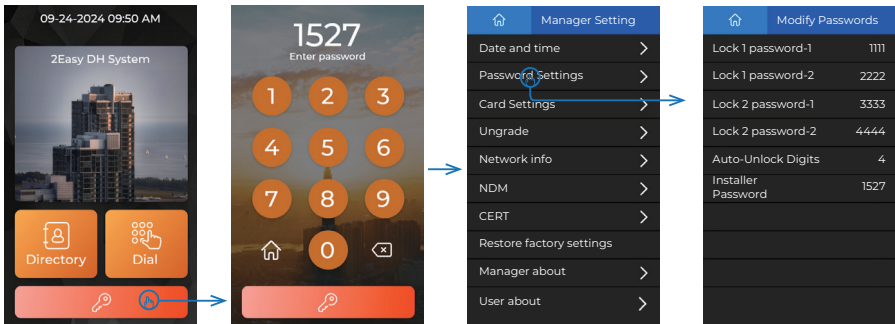 09-24-2024 09:50 AM
2Easy DH System
Directory
Dial
1527
Enter password
1
2
3
4
5
6
7
8
9
0
Manager Setting
Date and time
Password Settings
Card Settings
Ungrade
Network info
NDM
CERT
Restore factory settings
Manager about
User about
Modify Passwords
Lock 1 password-1 1111
Lock 1 password-2 2222
Lock 2 password-1 3333
Lock 2 password-2 4444
Auto-Unlock Digits 4
Installer
Password 1527